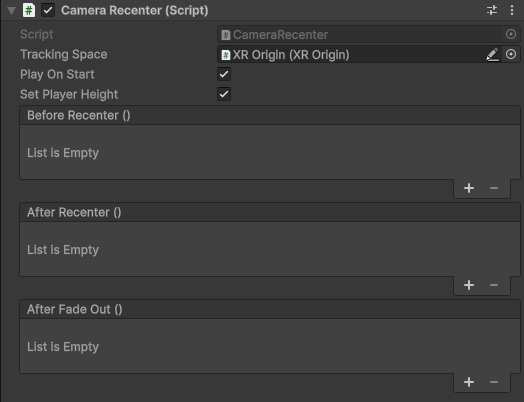 Camera Recenter (Script)
Script CameraRecenter
Tracking Space XR Origin (XR Origin)
Play On Start
Set Player Height
Before Recenter ()
List is Empty
+ −
After Recenter ()
List is Empty
+ −
After Fade Out ()
List is Empty
+ −